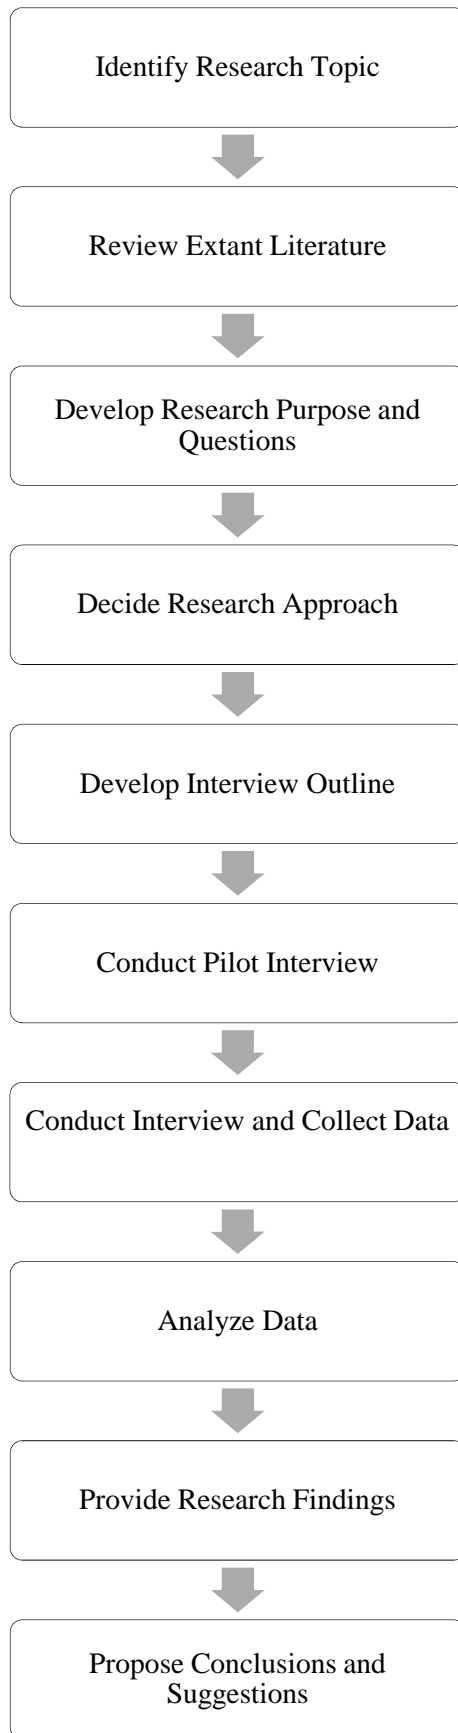 Identify Research Topic
Review Extant Literature
Develop Research Purpose and
Questions
Decide Research Approach
Develop Interview Outline
Conduct Pilot Interview
Conduct Interview and Collect Data
Analyze Data
Provide Research Findings
Propose Conclusions and
Suggestions